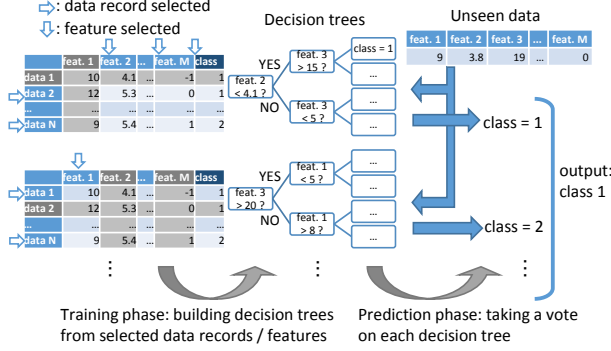 : data record selected
: feature selected
Decision trees
Unseen data
feat. 1 feat. 2 ... feat. M class
data 1 10 4.1 -1 1
data 2 12 5.3 0 1
... ... ... ...
data N 9 5.4 ... 1 2
feat. 2 < 4.1 ?
YES
NO
feat. 3 > 15 ?
feat. 3 < 5 ?
class = 1
...
...
...
feat. 1 feat. 2 feat. 3 ... feat. M
9 3.8 19 ... 0
class = 1
feat. 1 feat. 2 ... feat. M class
data 1 10 4.1 -1 1
data 2 12 5.3 0 1
... ... ... ...
data N 9 5.4 ... 1 2
feat. 3 > 20 ?
YES
NO
feat. 1 < 5 ?
feat. 1 > 8 ?
...
...
...
...
class = 2
output:
class 1
Training phase: building decision trees
from selected data records / features
Prediction phase: taking a vote
on each decision tree